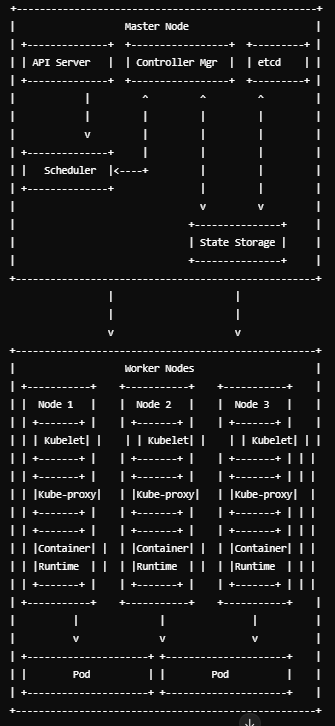 Master Node
API Server Controller Mgr etcd
Scheduler
State Storage
Worker Nodes
Node 1 Node 2 Node 3
Kubelet Kubelet Kubelet
Kube-proxy Kube-proxy Kube-proxy
Container Container Container
Runtime Runtime Runtime
Pod Pod